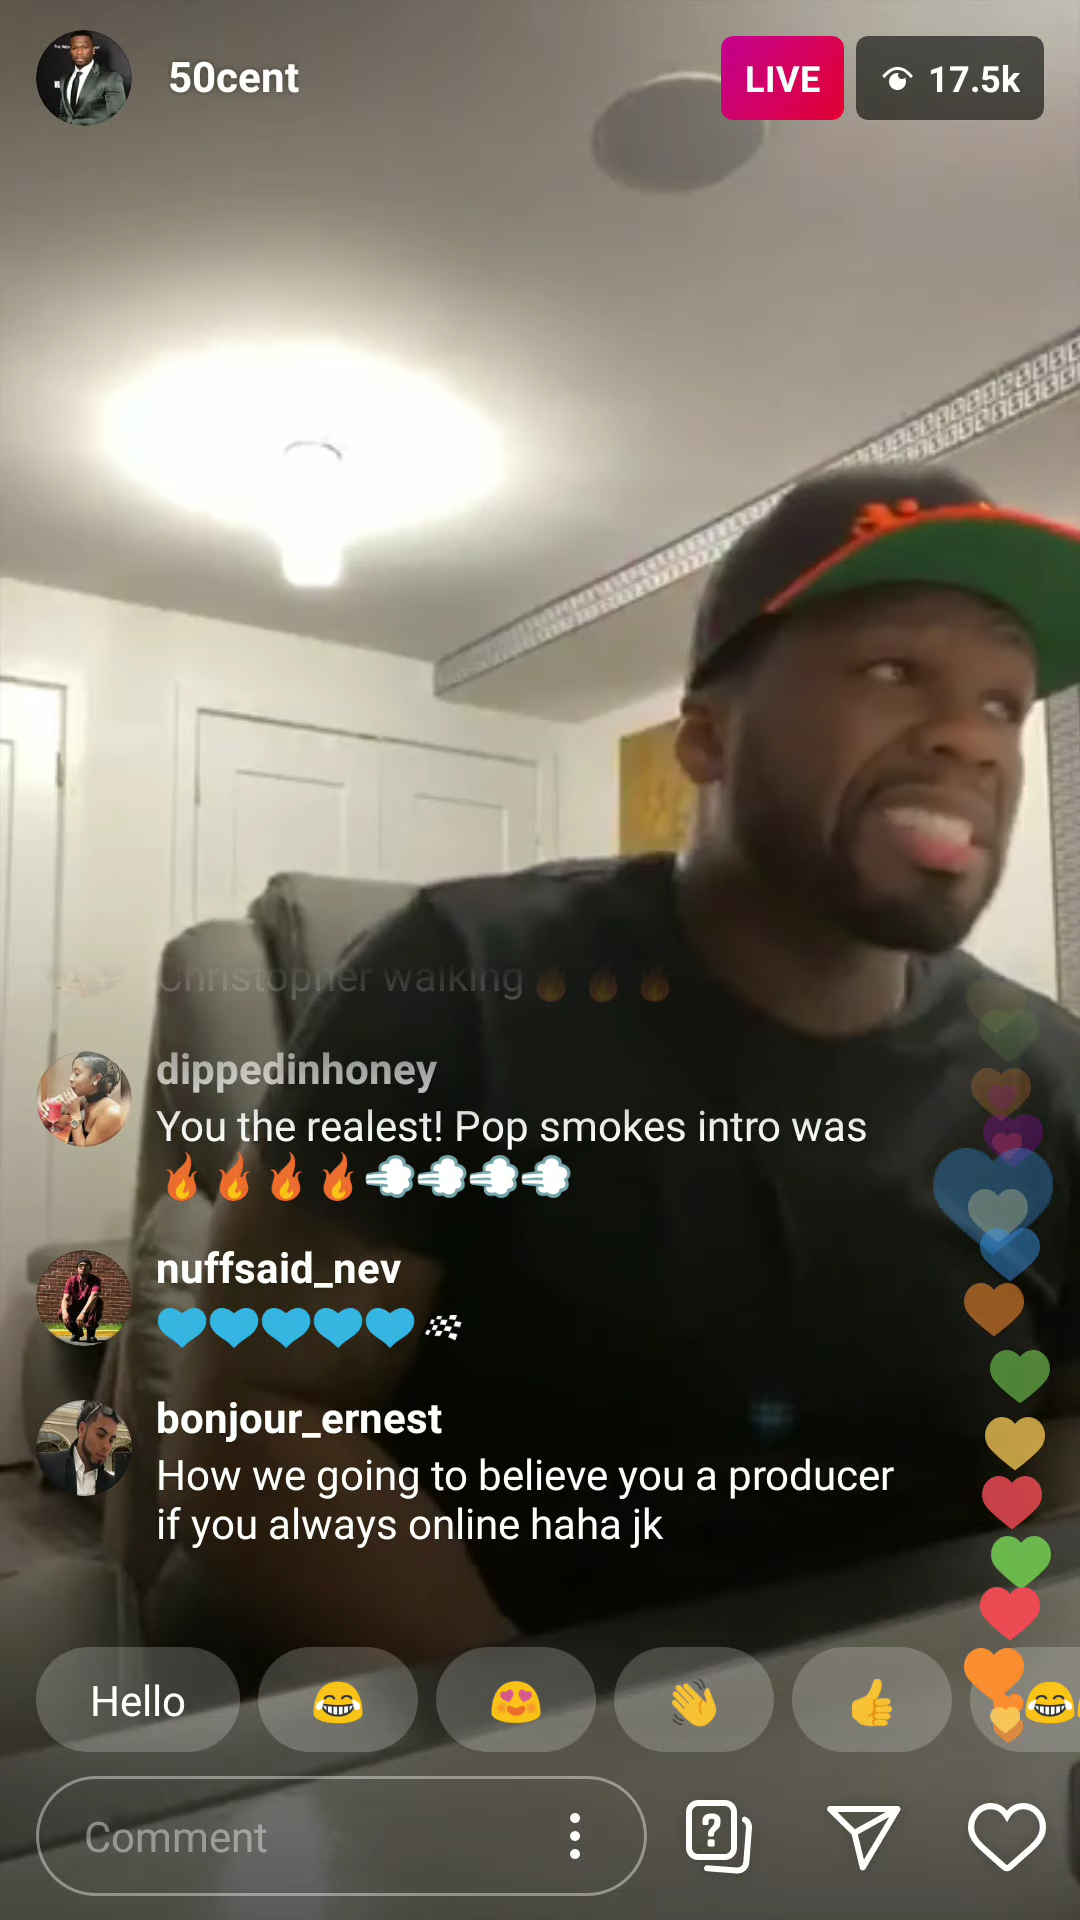 50cent
LIVE
17.5k
Christopher walking 🔥 🔥 🔥
dippedinhoney
You the realest! Pop smokes intro was
🔥 🔥 🔥 🔥💨💨💨💨
nuffsaid_nev
💙💙💙💙💙🏁
bonjour_ernest
How we going to believe you a producer
if you always online haha jk
Hello 😂 😍 👋 👍 😂
Comment